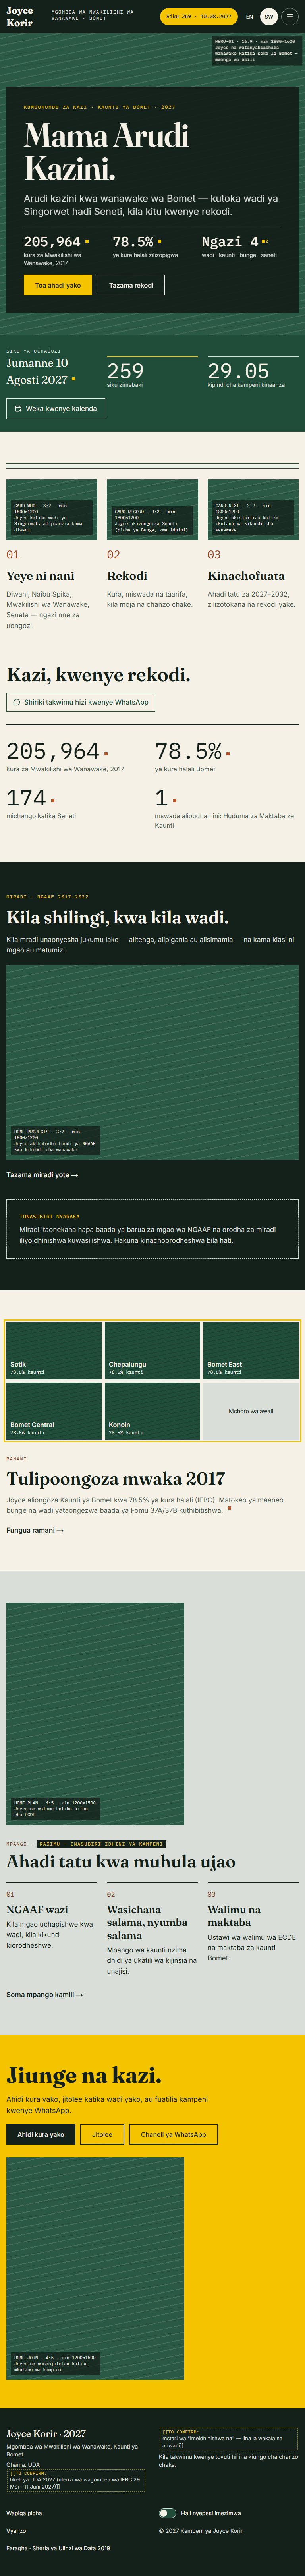 Joyce
Korir
MGOMBEA WA MWAKILISHI WA
WANAWAKE · BOMET
Siku 259 · 10.08.2027
EN
SW
HERO-01 · 16:9 · min 2880×1620
Joyce na wafanyabiashara
wanawake katika soko la Bomet —
mwanga wa asili
KUMBUKUMBU ZA KAZI · KAUNTI YA BOMET · 2027
Mama Arudi
Kazini.
Arudi kazini kwa wanawake wa Bomet — kutoka wadi ya
Singorwet hadi Seneti, kila kitu kwenye rekodi.
205,964
kura za Mwakilishi wa
Wanawake, 2017
78.5%
ya kura halali zilizopigwa
Ngazi 4
wadi · kaunti · bunge · seneti
Toa ahadi yako
Tazama rekodi
SIKU YA UCHAGUZI
Jumanne 10
Agosti 2027
259
siku zimebaki
29.05
kipindi cha kampeni kinaanza
Weka kwenye kalenda
CARD-WHO · 3:2 · min
1800×1200
Joyce katika wadi ya
Singorwet, alipoanzia kama
diwani
CARD-RECORD · 3:2 · min
1800×1200
Joyce akizungumza Seneti
(picha ya Bunge, kwa idhini)
CARD-NEXT · 3:2 · min
1800×1200
Joyce akisikiliza katika
mkutano wa kikundi cha
wanawake
01
Yeye ni nani
Diwani, Naibu Spika,
Mwakilishi wa Wanawake,
Seneta — ngazi nne za
uongozi.
02
Rekodi
Kura, miswada na taarifa,
kila moja na chanzo chake.
03
Kinachofuata
Ahadi tatu za 2027–2032,
zilizotokana na rekodi yake.
Kazi, kwenye rekodi.
Shiriki takwimu hizi kwenye WhatsApp
205,964
kura za Mwakilishi wa Wanawake, 2017
78.5%
ya kura halali Bomet
174
michango katika Seneti
1
mswada alioudhamini: Huduma za Maktaba za
Kaunti
MIRADI · NGAAF 2017–2022
Kila shilingi, kwa kila wadi.
Kila mradi unaonyesha jukumu lake — alitenga, alipigania au alisimamia — na kama kiasi ni
mgao au matumizi.
HOME-PROJECTS · 3:2 · min
1800×1200
Joyce akikabidhi hundi ya NGAAF
kwa kikundi cha wanawake
Tazama miradi yote →
TUNASUBIRI NYARAKA
Miradi itaonekana hapa baada ya barua za mgao wa NGAAF na orodha za miradi
iliyoidhinishwa kuwasilishwa. Hakuna kinachoorodheshwa bila hati.
Sotik
78.5% kaunti
Chepalungu
78.5% kaunti
Bomet East
78.5% kaunti
Bomet Central
78.5% kaunti
Konoin
78.5% kaunti
Mchoro wa awali
RAMANI
Tulipoongoza mwaka 2017
Joyce aliongoza Kaunti ya Bomet kwa 78.5% ya kura halali (IEBC). Matokeo ya maeneo
bunge na wadi yataongezwa baada ya Fomu 37A/37B kuthibitishwa.
Fungua ramani →
HOME-PLAN · 4:5 · min 1200×1500
Joyce na walimu katika kituo
cha ECDE
MPANGO · RASIMU — INASUBIRI IDHINI YA KAMPENI
Ahadi tatu kwa muhula ujao
01
NGAAF wazi
Kila mgao uchapishwe kwa
wadi, kila kikundi
kiorodheshwe.
02
Wasichana
salama, nyumba
salama
Mpango wa kaunti nzima
dhidi ya ukatili wa kijinsia na
unajisi.
03
Walimu na
maktaba
Ustawi wa walimu wa ECDE
na maktaba za kaunti
Bomet.
Soma mpango kamili →
Jiunge na kazi.
Ahidi kura yako, jitolee katika wadi yako, au fuatilia kampeni
kwenye WhatsApp.
Ahidi kura yako
Jitolee
Chaneli ya WhatsApp
HOME-JOIN · 4:5 · min 1200×1500
Joyce na wanaojitolea katika
mkutano wa kampeni
Joyce Korir · 2027
Mgombea wa Mwakilishi wa Wanawake, Kaunti ya
Bomet
Chama: UDA
[[TO CONFIRM:
tiketi ya UDA 2027 (uteuzi wa wagombea wa IEBC 29
Mei – 11 Juni 2027)]]
[[TO CONFIRM:
mstari wa "imeidhinishwa na" — jina la wakala na
anwani]]
Kila takwimu kwenye tovuti hii ina kiungo cha chanzo
chake.
Wapiga picha
Hali nyepesi imezimwa
Vyanzo
© 2027 Kampeni ya Joyce Korir
Faragha · Sheria ya Ulinzi wa Data 2019